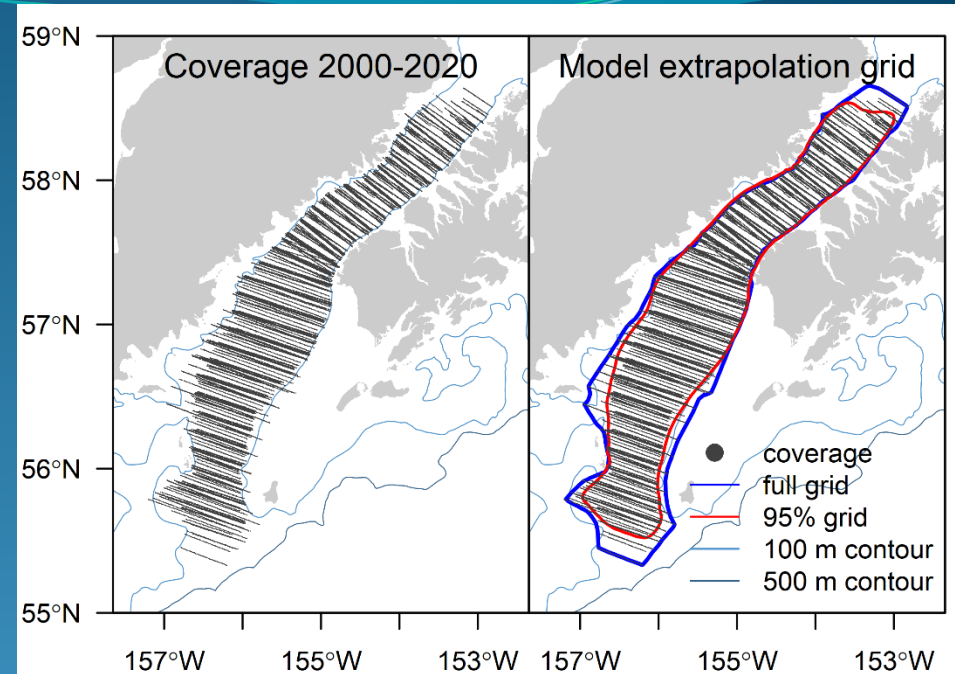 Coverage 2000-2020
Model extrapolation grid
59°N
58°N
57°N
56°N
55°N
coverage
full grid
95% grid
100 m contour
500 m contour
157°W 155°W 153°W 157°W 155°W 153°W